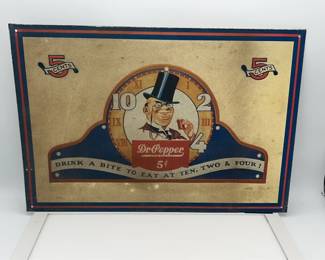 5 5
CENTS CENTS
10 2
4
Dr. Pepper
5¢
DRINK A BITE TO EAT AT TEN, TWO & FOUR!